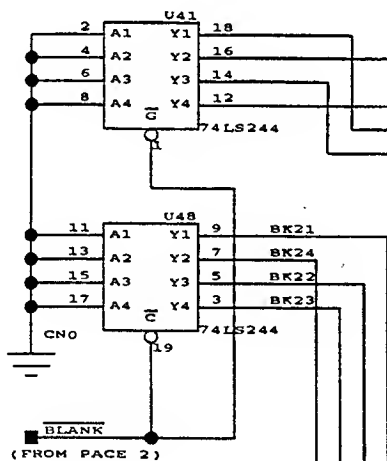 U41
2 A1 Y1 18
4 A2 Y2 16
6 A3 Y3 14
8 A4 Y4 12
G
1 74LS244
U48
11 A1 Y1 9 BK21
13 A2 Y2 7 BK24
15 A3 Y3 5 BK22
17 A4 Y4 3 BK23
G
CNO 19 74LS244
BLANK
(FROM PACE 2)